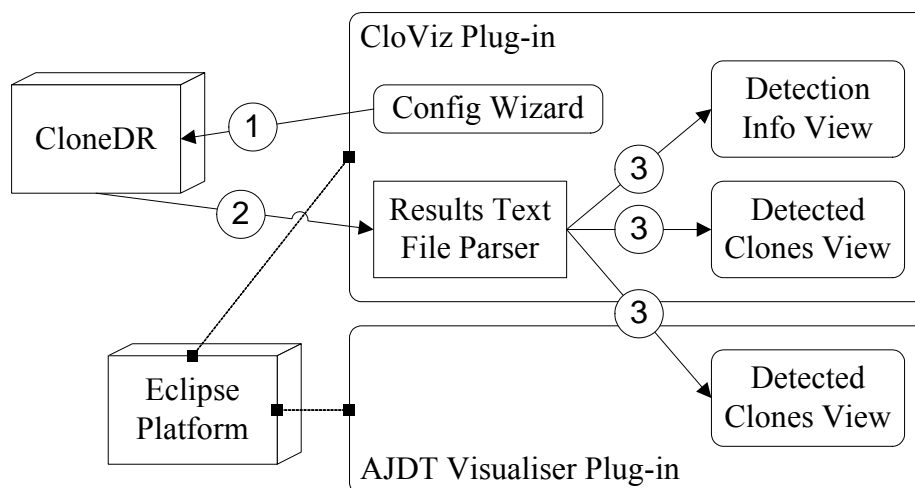 CloViz Plug-in
Config Wizard
Detection
Info View
CloneDR
1
3
2
Results Text
File Parser
3
Detected
Clones View
3
Eclipse
Platform
Detected
Clones View
AJDT Visualiser Plug-in